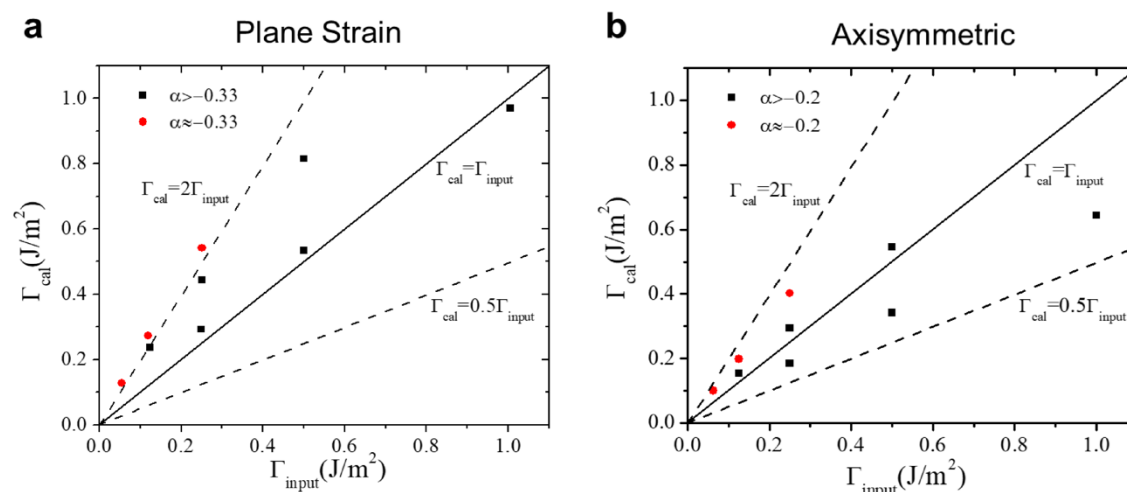 a
Plane Strain
α>−0.33
α≈−0.33
Γcal=2Γinput
Γcal=Γinput
Γcal=0.5Γinput
Γcal(J/m²)
1.0
0.8
0.6
0.4
0.2
0.0
0.0 0.2 0.4 0.6 0.8 1.0
Γinput(J/m²)
b
Axisymmetric
α>−0.2
α≈−0.2
Γcal=2Γinput
Γcal=Γinput
Γcal=0.5Γinput
Γcal(J/m²)
1.0
0.8
0.6
0.4
0.2
0.0
0.0 0.2 0.4 0.6 0.8 1.0
Γinput(J/m²)